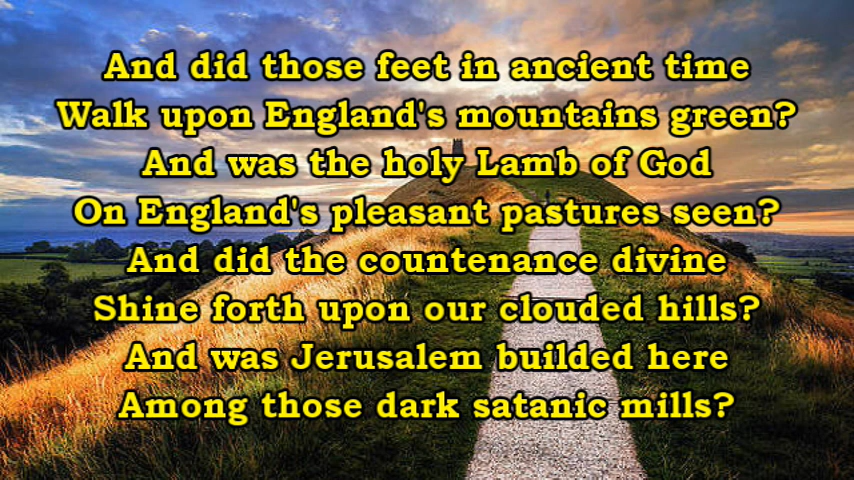 And did those feet in ancient time
Walk upon England's mountains green?
And was the holy Lamb of God
On England's pleasant pastures seen?
And did the countenance divine
Shine forth upon our clouded hills?
And was Jerusalem builded here
Among those dark satanic mills?